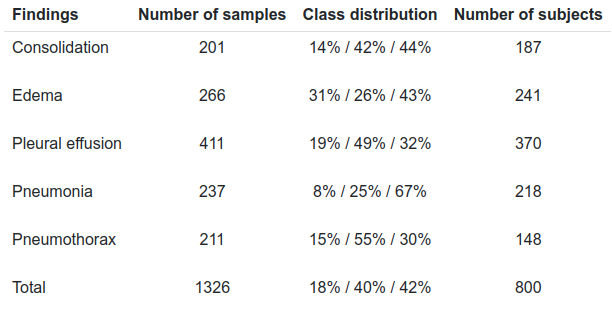 Findings Number of samples Class distribution Number of subjects
Consolidation 201 14% / 42% / 44% 187
Edema 266 31% / 26% / 43% 241
Pleural effusion 411 19% / 49% / 32% 370
Pneumonia 237 8% / 25% / 67% 218
Pneumothorax 211 15% / 55% / 30% 148
Total 1326 18% / 40% / 42% 800